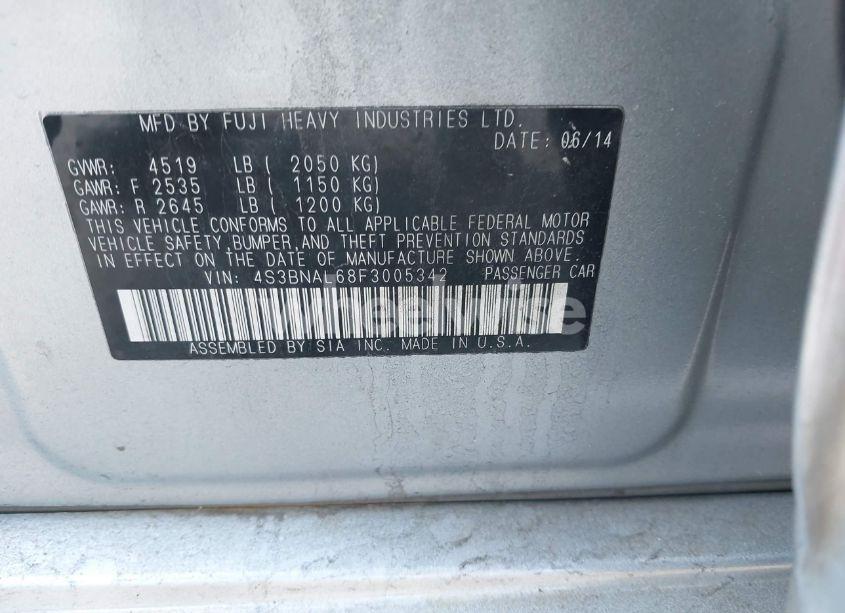 MFD BY FUJI HEAVY INDUSTRIES LTD.
DATE: 06/14
GVWR: 4519 LB ( 2050 KG)
GAWR: F 2535 LB ( 1150 KG)
GAWR: R 2645 LB ( 1200 KG)
THIS VEHICLE CONFORMS TO ALL APPLICABLE FEDERAL MOTOR
VEHICLE SAFETY,BUMPER,AND THEFT PREVENTION STANDARDS
IN EFFECT ON THE DATE OF MANUFACTURE SHOWN ABOVE.
VIN: 4S3BNAL68F3005342 PASSENGER CAR
wheelwise
ASSEMBLED BY SIA INC. MADE IN U.S.A.